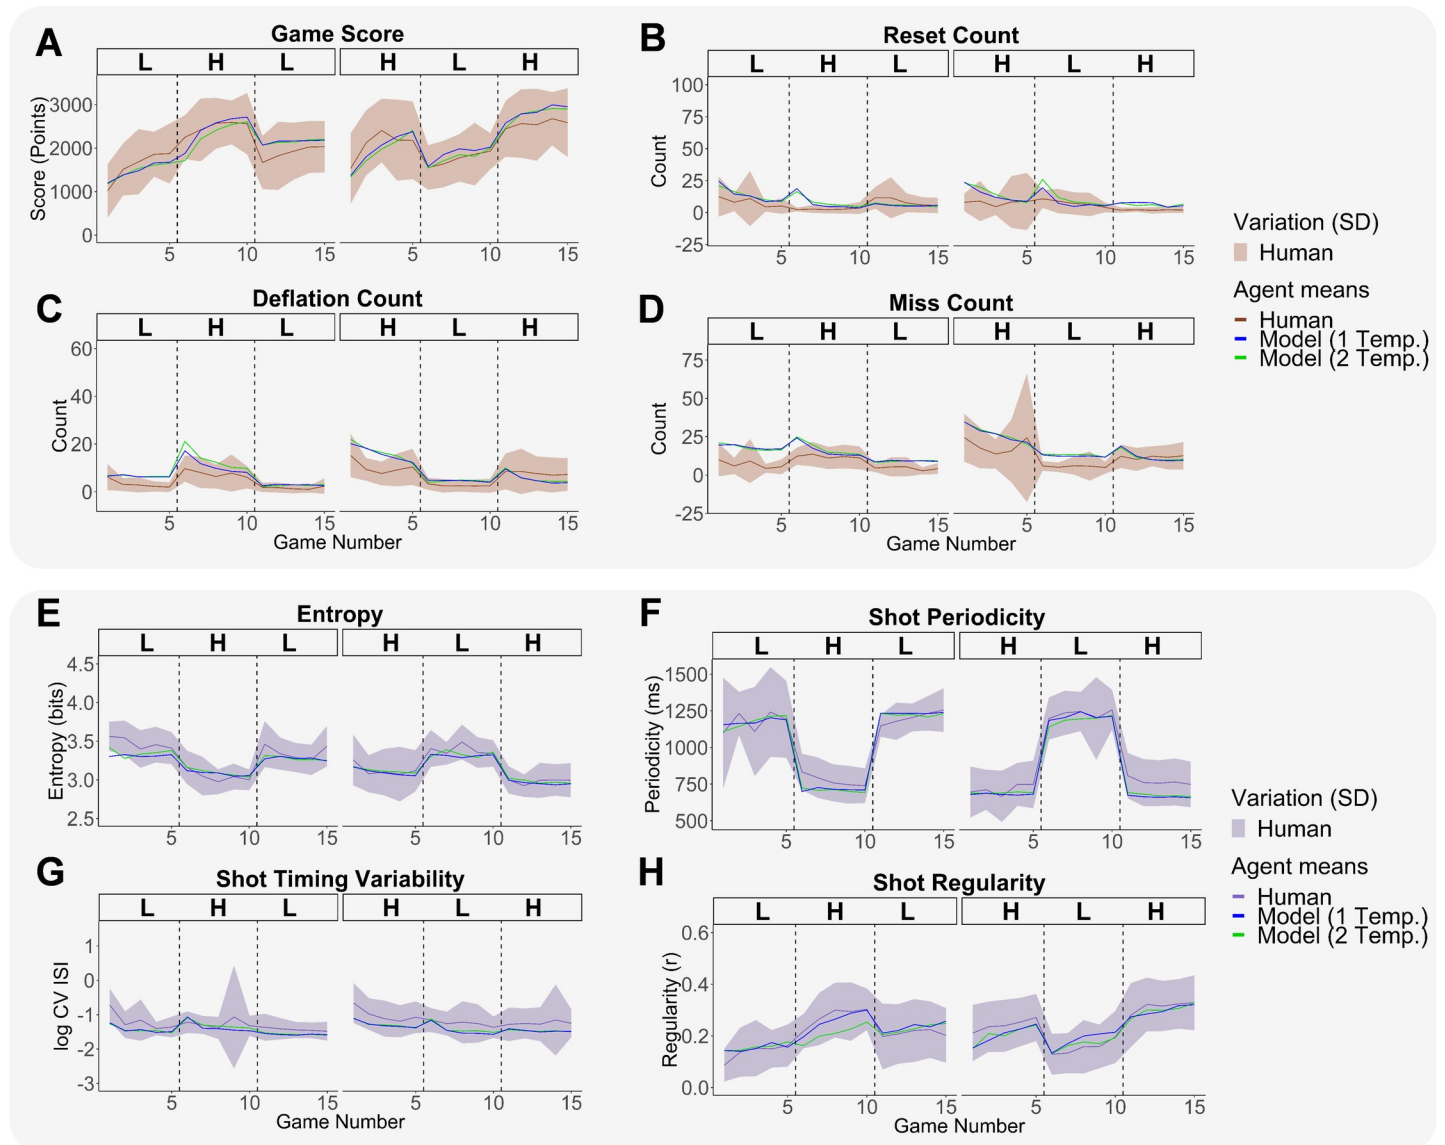 A
Game Score
L H L
H L H
Score (Points)
3000
2000
1000
0
5 10 15
5 10 15
B
Reset Count
L H L
H L H
Count
100
75
50
25
0
-25
5 10 15
5 10 15
C
Deflation Count
L H L
H L H
Count
60
40
20
0
5 10 15
5 10 15
Game Number
D
Miss Count
L H L
H L H
Count
75
50
25
0
-25
5 10 15
5 10 15
Game Number
Variation (SD)
Human
Agent means
Human
Model (1 Temp.)
Model (2 Temp.)
E
Entropy
L H L
H L H
Entropy (bits)
4.5
4.0
3.5
3.0
2.5
5 10 15
5 10 15
F
Shot Periodicity
L H L
H L H
Periodicity (ms)
1500
1250
1000
750
500
5 10 15
5 10 15
G
Shot Timing Variability
L H L
H L H
log CV ISI
1
0
-1
-2
-3
5 10 15
5 10 15
Game Number
H
Shot Regularity
L H L
H L H
Regularity (r)
0.6
0.4
0.2
0.0
5 10 15
5 10 15
Game Number
Variation (SD)
Human
Agent means
Human
Model (1 Temp.)
Model (2 Temp.)